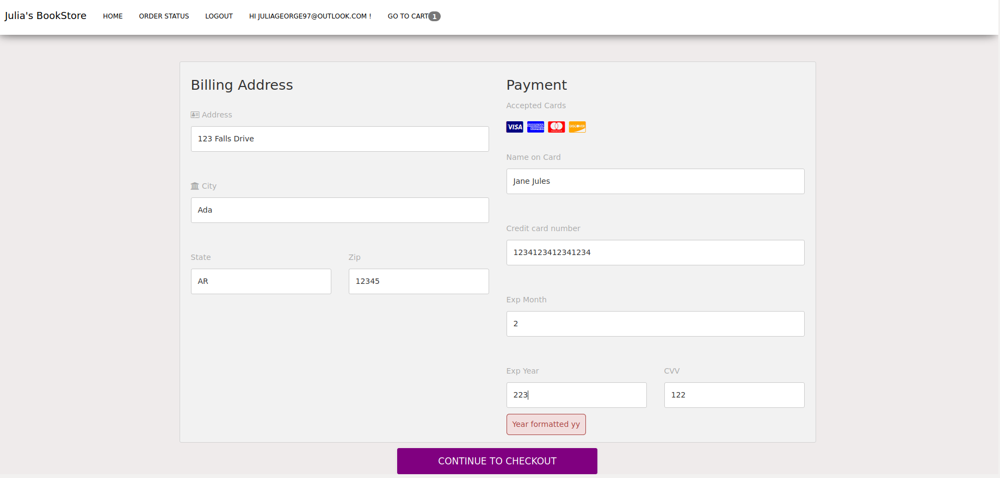 Julia's BookStore HOME ORDER STATUS LOGOUT HI JULIAGEORGE97@OUTLOOK.COM ! GO TO CART 1
Billing Address
Address
123 Falls Drive
City
Ada
State Zip
AR 12345
Payment
Accepted Cards
VISA AMERICAN EXPRESS mastercard DISCOVER
Name on Card
Jane Jules
Credit card number
1234123412341234
Exp Month
2
Exp Year CVV
223 122
Year formatted yy
CONTINUE TO CHECKOUT